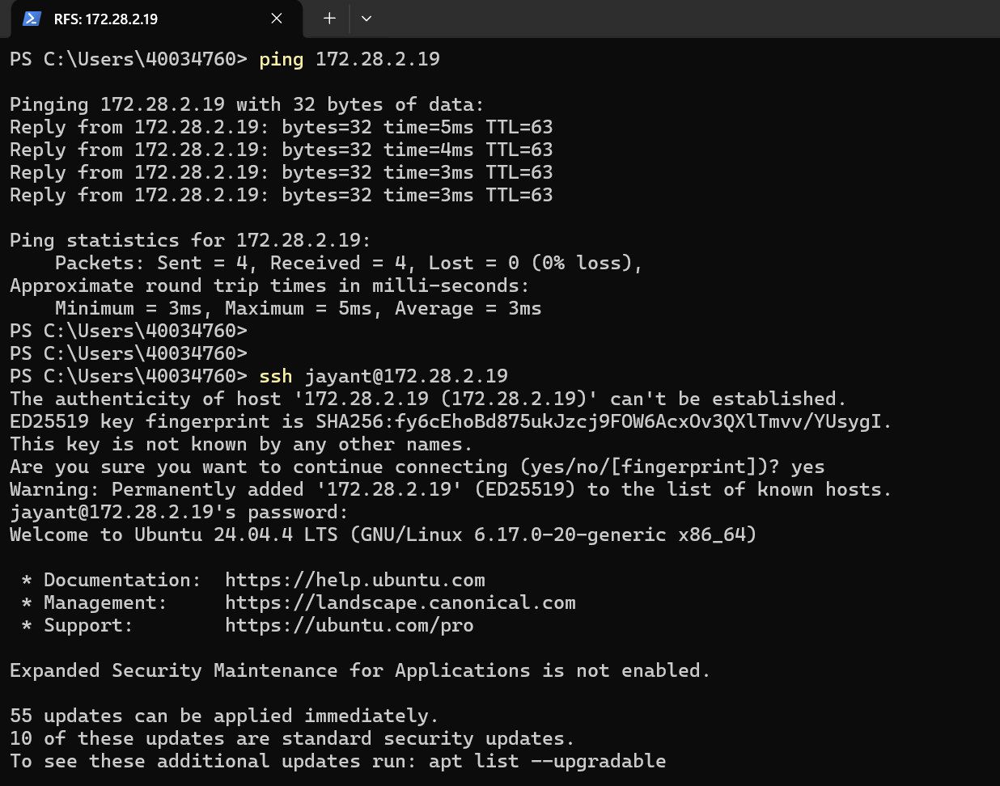 RFS: 172.28.2.19
PS C:\Users\40034760> ping 172.28.2.19
Pinging 172.28.2.19 with 32 bytes of data:
Reply from 172.28.2.19: bytes=32 time=5ms TTL=63
Reply from 172.28.2.19: bytes=32 time=4ms TTL=63
Reply from 172.28.2.19: bytes=32 time=3ms TTL=63
Reply from 172.28.2.19: bytes=32 time=3ms TTL=63
Ping statistics for 172.28.2.19:
    Packets: Sent = 4, Received = 4, Lost = 0 (0% loss),
Approximate round trip times in milli-seconds:
    Minimum = 3ms, Maximum = 5ms, Average = 3ms
PS C:\Users\40034760>
PS C:\Users\40034760>
PS C:\Users\40034760> ssh jayant@172.28.2.19
The authenticity of host '172.28.2.19 (172.28.2.19)' can't be established.
ED25519 key fingerprint is SHA256:fy6cEhoBd875ukJzcj9FOW6AcxOv3QXlTmvv/YUsygI.
This key is not known by any other names.
Are you sure you want to continue connecting (yes/no/[fingerprint])? yes
Warning: Permanently added '172.28.2.19' (ED25519) to the list of known hosts.
jayant@172.28.2.19's password:
Welcome to Ubuntu 24.04.4 LTS (GNU/Linux 6.17.0-20-generic x86_64)
 * Documentation:  https://help.ubuntu.com
 * Management:     https://landscape.canonical.com
 * Support:        https://ubuntu.com/pro
Expanded Security Maintenance for Applications is not enabled.
55 updates can be applied immediately.
10 of these updates are standard security updates.
To see these additional updates run: apt list --upgradable